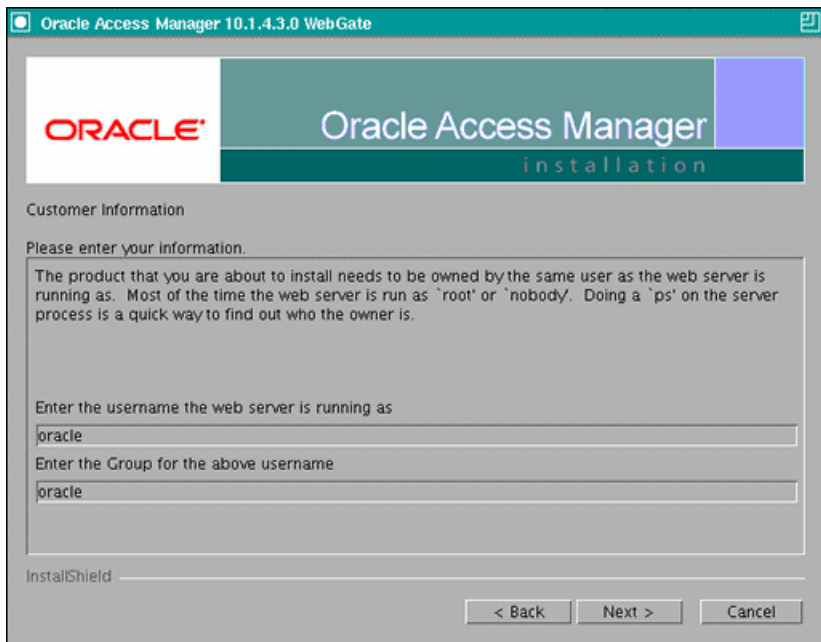 Oracle Access Manager 10.1.4.3.0 WebGate
ORACLE®
Oracle Access Manager
installation
Customer Information
Please enter your information.
The product that you are about to install needs to be owned by the same user as the web server is
running as.  Most of the time the web server is run as `root' or `nobody'.  Doing a `ps' on the server
process is a quick way to find out who the owner is.
Enter the username the web server is running as
oracle
Enter the Group for the above username
oracle
InstallShield
< Back
Next >
Cancel